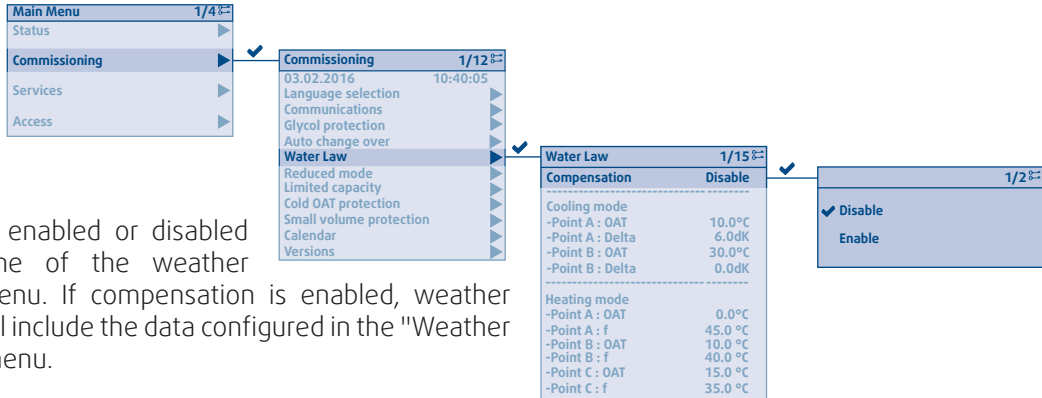 Main Menu 1/4
Status
Commissioning
Services
Access
Commissioning 1/12
03.02.2016 10:40:05
Language selection
Communications
Glycol protection
Auto change over
Water Law
Reduced mode
Limited capacity
Cold OAT protection
Small volume protection
Calendar
Versions
Water Law 1/15
Compensation Disable
Cooling mode
-Point A : OAT 10.0°C
-Point A : Delta 6.0dK
-Point B : OAT 30.0°C
-Point B : Delta 0.0dK
Heating mode
-Point A : OAT 0.0°C
-Point A : f 45.0 °C
-Point B : OAT 10.0 °C
-Point B : f 40.0 °C
-Point C : OAT 15.0 °C
-Point C : f 35.0 °C
1/2
Disable
Enable
enabled or disabled
of the weather
enu. If compensation is enabled, weather
include the data configured in the "Weather
enu.